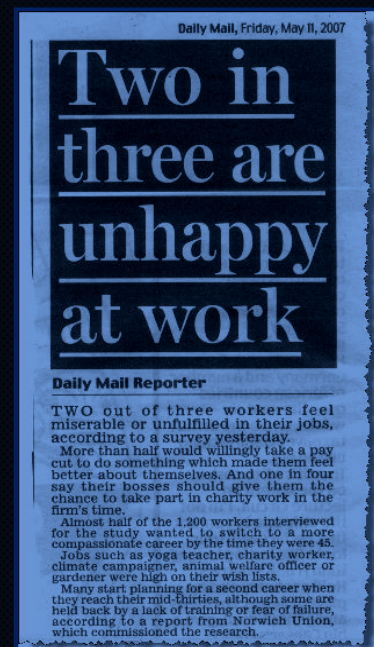 Daily Mail, Friday, May 11, 2007
Two in
three are
unhappy
at work
Daily Mail Reporter
TWO out of three workers feel
miserable or unfulfilled in their jobs,
according to a survey yesterday.
More than half would willingly take a pay
cut to do something which made them feel
better about themselves. And one in four
say their bosses should give them the
chance to take part in charity work in the
firm's time.
Almost half of the 1,200 workers interviewed
for the study wanted to switch to a more
compassionate career by the time they were 45.
Jobs such as yoga teacher, charity worker,
climate campaigner, animal welfare officer or
gardener were high on their wish lists.
Many start planning for a second career when
they reach their mid-thirties, although some are
held back by a lack of training or fear of failure,
according to a report from Norwich Union,
which commissioned the research.